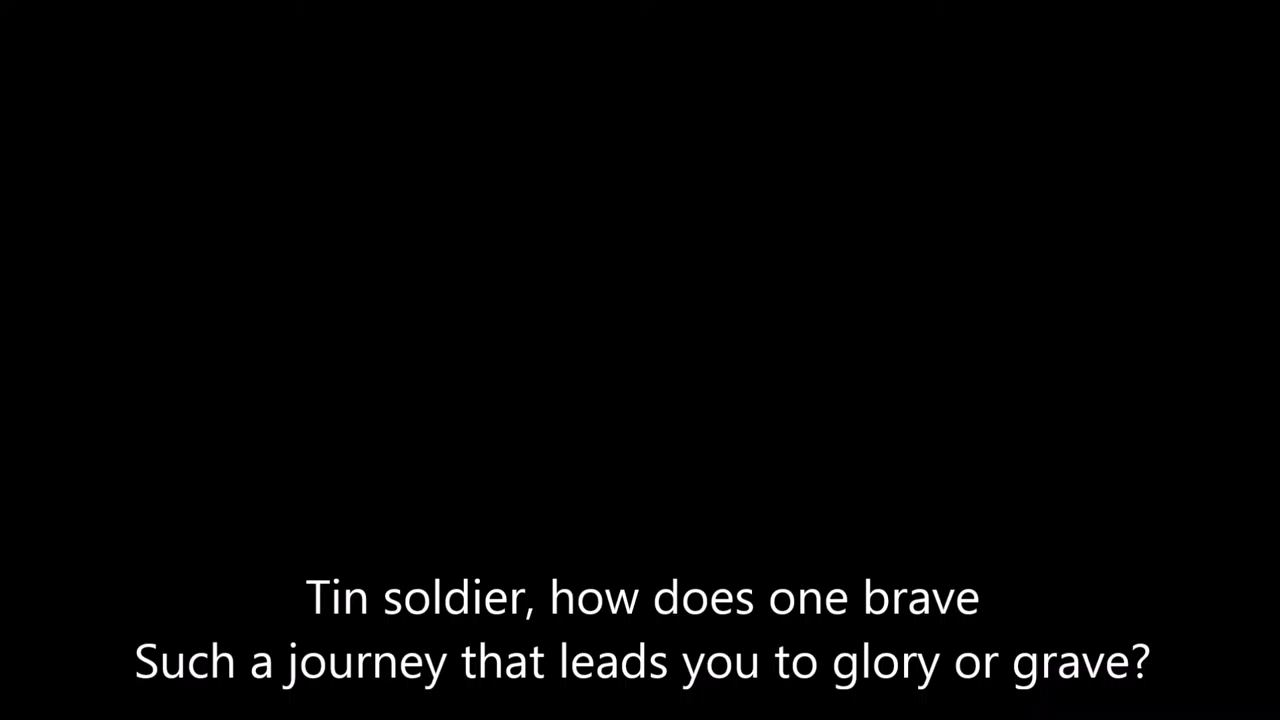 Tin soldier, how does one brave
Such a journey that leads you to glory or grave?